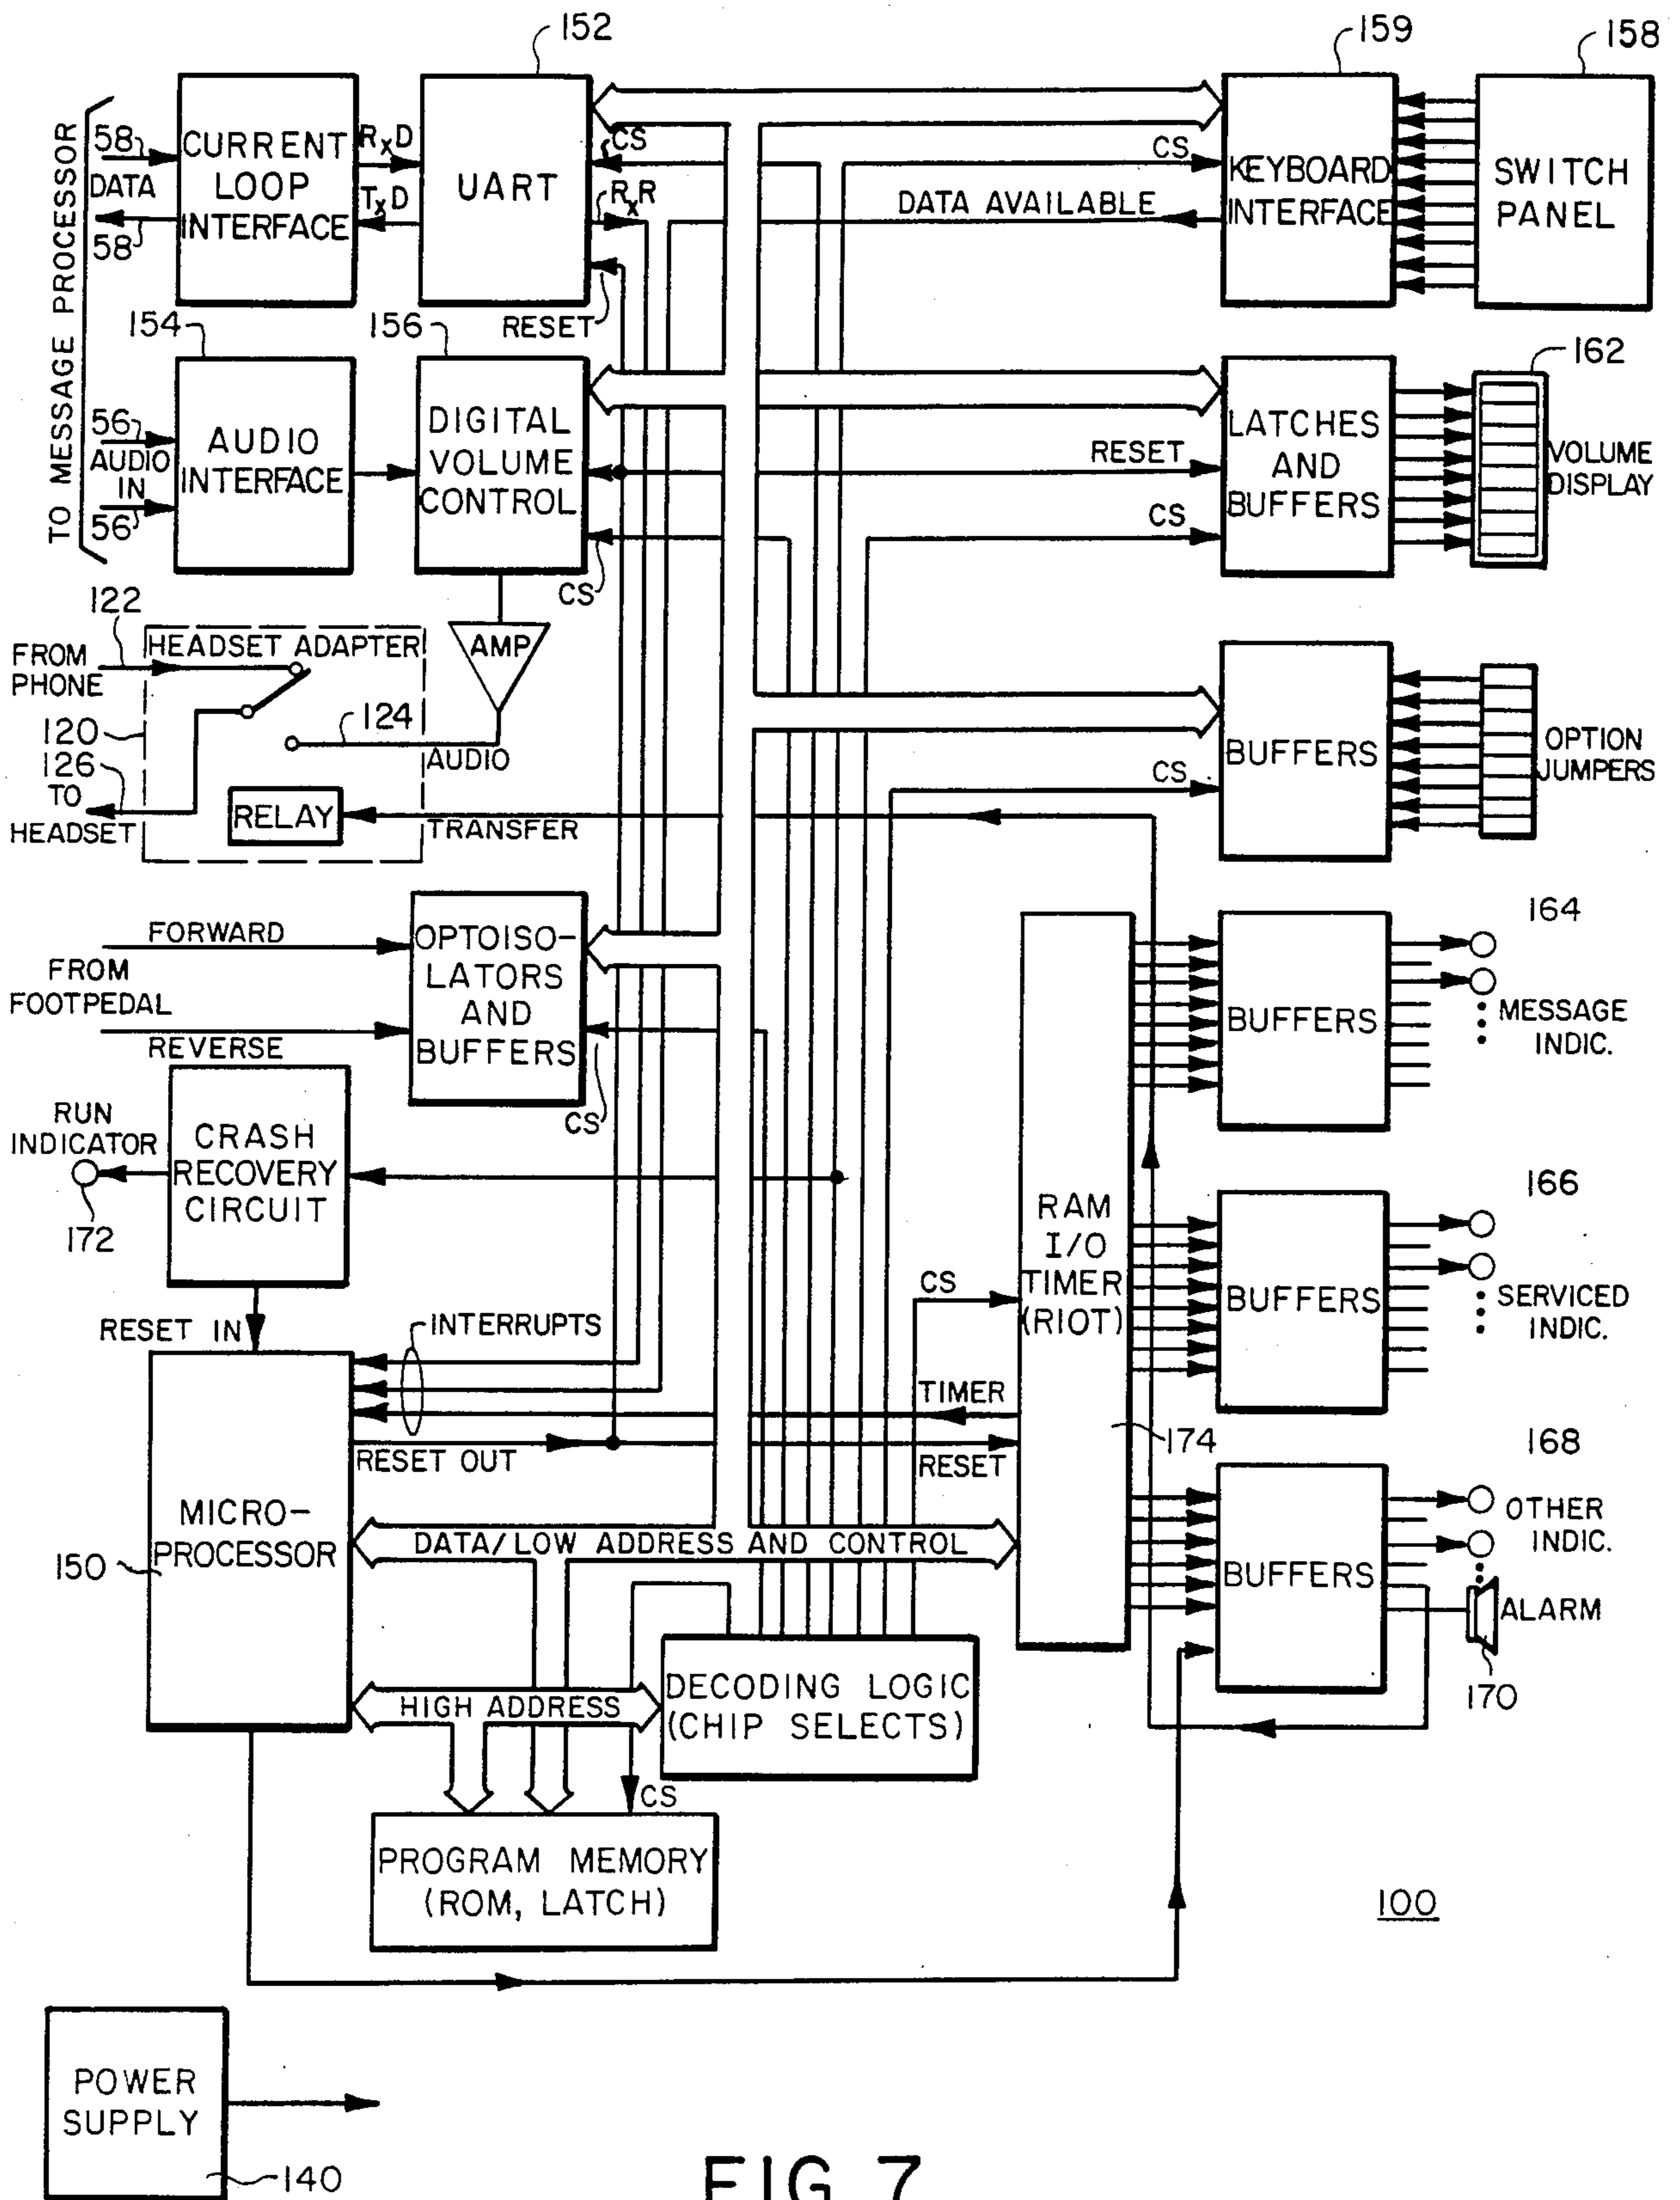 152
159
158
TO MESSAGE PROCESSOR
58
DATA
58
CURRENT
LOOP
INTERFACE
RxD
TxD
UART
CS
RxR
RESET
CS
DATA AVAILABLE
KEYBOARD
INTERFACE
SWITCH
PANEL
154
156
162
56
AUDIO
IN
56
AUDIO
INTERFACE
DIGITAL
VOLUME
CONTROL
CS
RESET
CS
LATCHES
AND
BUFFERS
VOLUME
DISPLAY
122
FROM
PHONE
HEADSET ADAPTER
AMP
120
124
AUDIO
126
TO
HEADSET
RELAY
TRANSFER
CS
BUFFERS
OPTION
JUMPERS
FORWARD
FROM
FOOTPEDAL
REVERSE
OPTOISO-
LATORS
AND
BUFFERS
CS
164
BUFFERS
MESSAGE
INDIC.
RUN
INDICATOR
172
CRASH
RECOVERY
CIRCUIT
RESET IN
INTERRUPTS
RAM
I/O
TIMER
(RIOT)
CS
TIMER
RESET
174
166
BUFFERS
SERVICED
INDIC.
RESET OUT
MICRO-
PROCESSOR
150
DATA/LOW ADDRESS AND CONTROL
168
BUFFERS
OTHER
INDIC.
ALARM
170
HIGH ADDRESS
DECODING LOGIC
(CHIP SELECTS)
CS
PROGRAM MEMORY
(ROM, LATCH)
100
POWER
SUPPLY
140
FIG. 7